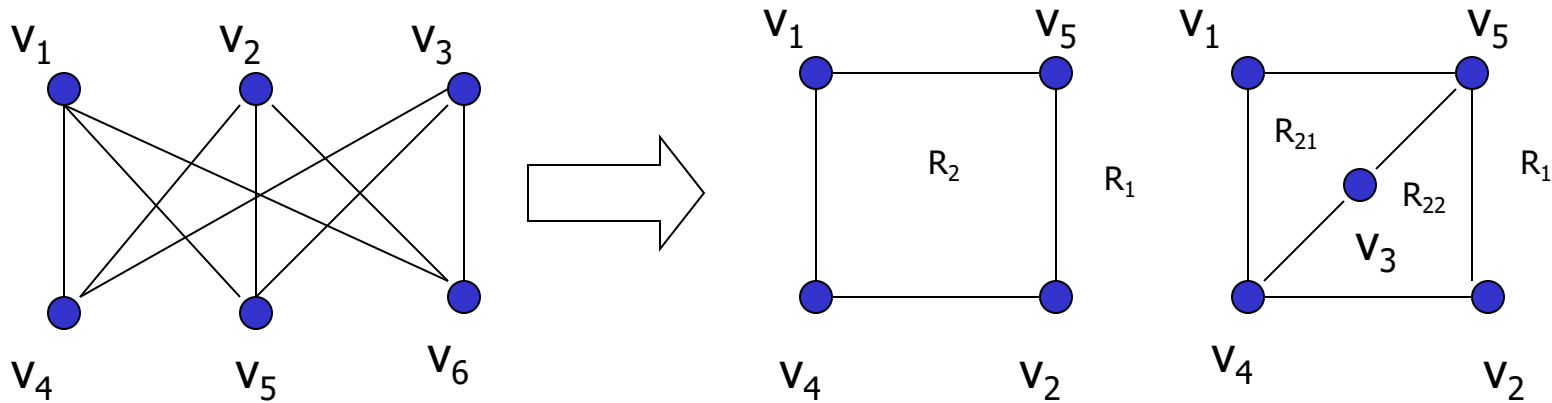 v₁ v₂ v₃
v₄ v₅ v₆
v₁ v₅
R₂ R₁
v₄ v₂
v₁ v₅
R₂₁ R₁
R₂₂
v₃
v₄ v₂